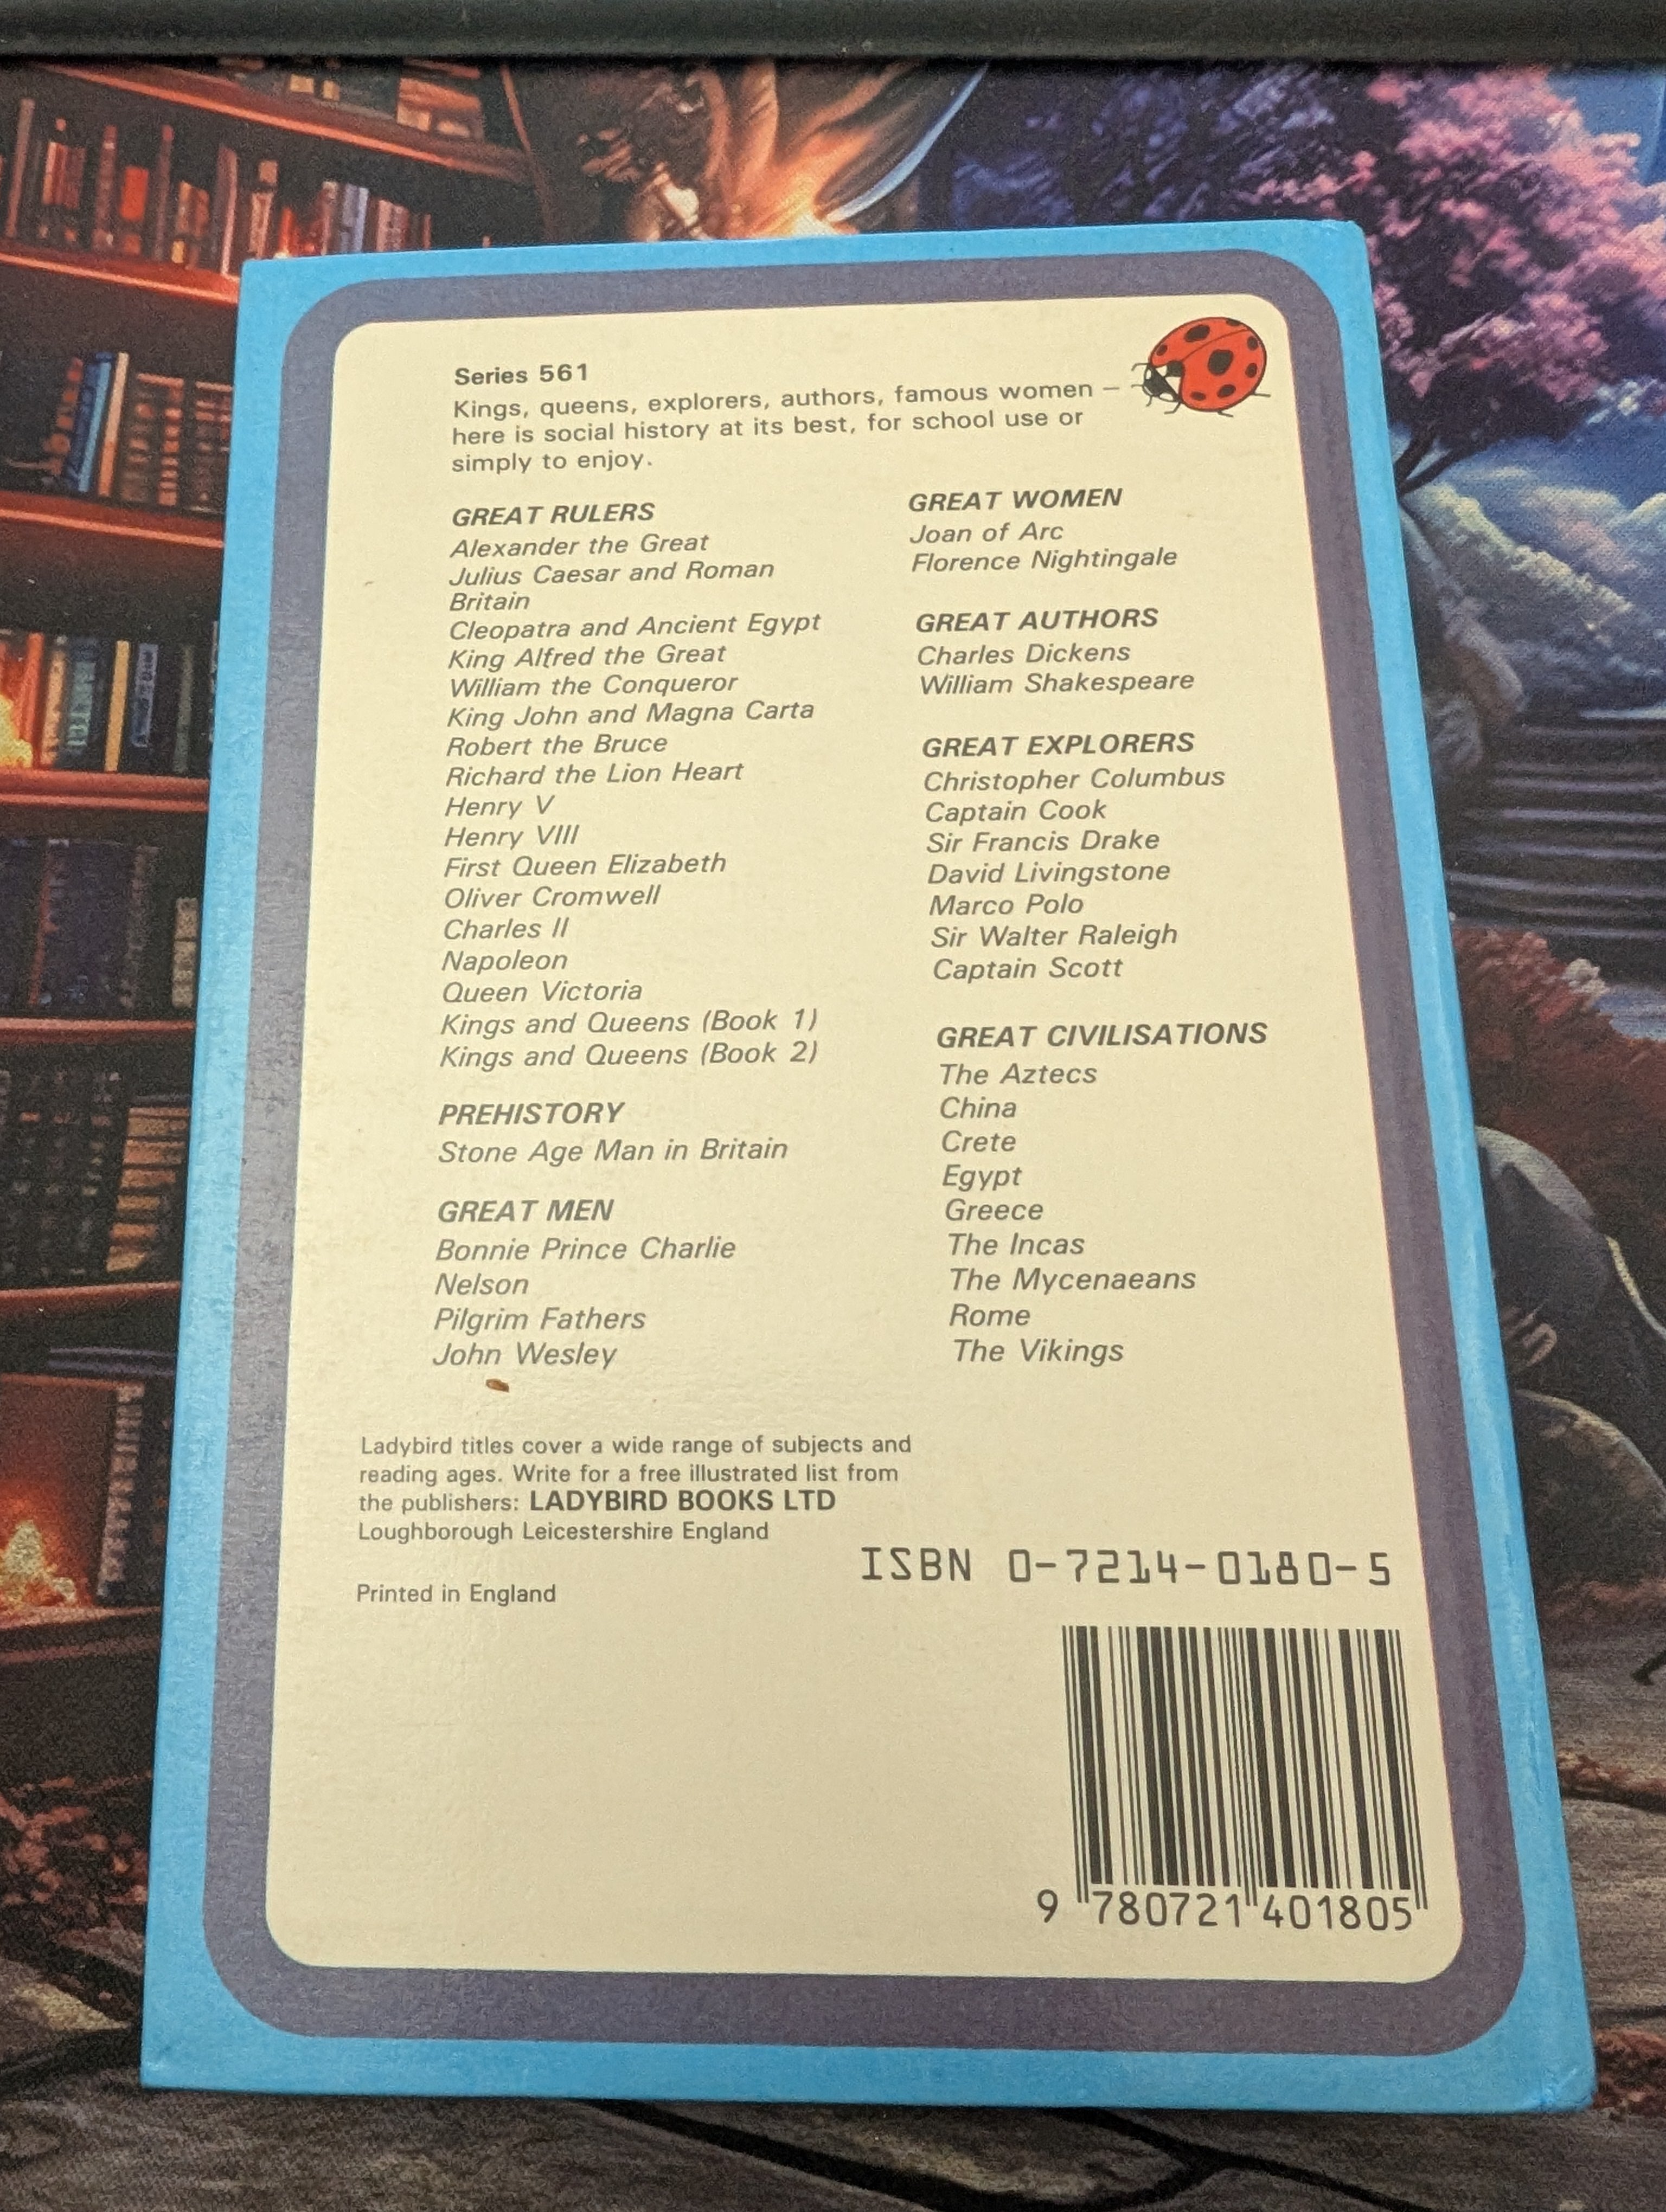 Series 561
Kings, queens, explorers, authors, famous women –
here is social history at its best, for school use or
simply to enjoy.
GREAT RULERS
Alexander the Great
Julius Caesar and Roman
Britain
Cleopatra and Ancient Egypt
King Alfred the Great
William the Conqueror
King John and Magna Carta
Robert the Bruce
Richard the Lion Heart
Henry V
Henry VIII
First Queen Elizabeth
Oliver Cromwell
Charles II
Napoleon
Queen Victoria
Kings and Queens (Book 1)
Kings and Queens (Book 2)
PREHISTORY
Stone Age Man in Britain
GREAT MEN
Bonnie Prince Charlie
Nelson
Pilgrim Fathers
John Wesley
GREAT WOMEN
Joan of Arc
Florence Nightingale
GREAT AUTHORS
Charles Dickens
William Shakespeare
GREAT EXPLORERS
Christopher Columbus
Captain Cook
Sir Francis Drake
David Livingstone
Marco Polo
Sir Walter Raleigh
Captain Scott
GREAT CIVILISATIONS
The Aztecs
China
Crete
Egypt
Greece
The Incas
The Mycenaeans
Rome
The Vikings
Ladybird titles cover a wide range of subjects and
reading ages. Write for a free illustrated list from
the publishers: LADYBIRD BOOKS LTD
Loughborough Leicestershire England
Printed in England
ISBN 0-7214-0180-5
9 780721 401805